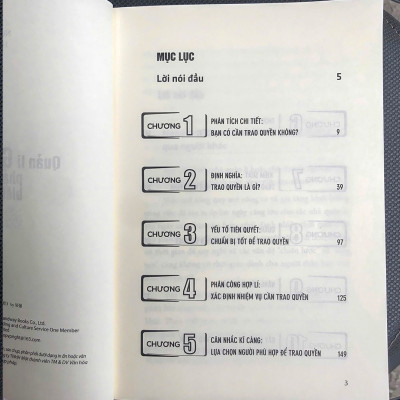 MỤC LỤC
Lời nói đầu 5
CHƯƠNG 1
PHÂN TÍCH CHI TIẾT:
BẠN CÓ CẦN TRAO QUYỀN KHÔNG? 9
CHƯƠNG 2
ĐỊNH NGHĨA:
TRAO QUYỀN LÀ GÌ? 39
CHƯƠNG 3
YẾU TỐ TIÊN QUYẾT:
CHUẨN BỊ TỐT ĐỂ TRAO QUYỀN 97
CHƯƠNG 4
PHÂN CÔNG HỢP LÍ:
XÁC ĐỊNH NHIỆM VỤ CẦN TRAO QUYỀN 125
CHƯƠNG 5
CÂN NHẮC KĨ CÀNG:
LỰA CHỌN NGƯỜI PHÙ HỢP ĐỂ TRAO QUYỀN 149
3